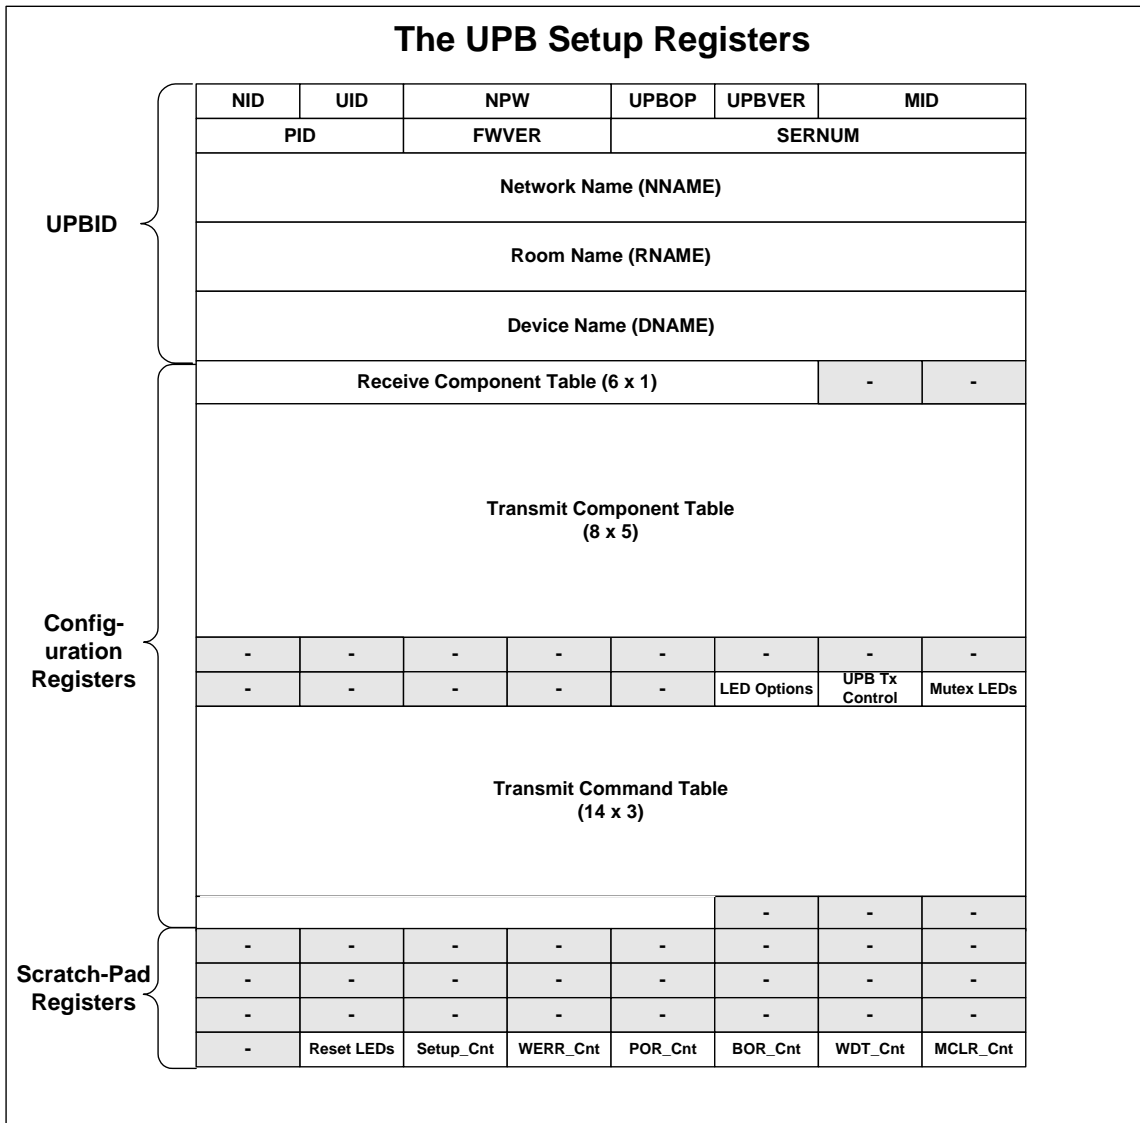 The UPB Setup Registers
NID UID NPW UPBOP UPBVER MID
PID FWVER SERNUM
Network Name (NNAME)
UPBID
Room Name (RNAME)
Device Name (DNAME)
Receive Component Table (6 x 1) - -
Transmit Component Table
(8 x 5)
Config-
uration
Registers
- - - - - - - -
- - - - - LED Options UPB Tx
Control Mutex LEDs
Transmit Command Table
(14 x 3)
- - -
Scratch-Pad
Registers
- - - - - - - -
- - - - - - - -
- - - - - - - -
- Reset LEDs Setup_Cnt WERR_Cnt POR_Cnt BOR_Cnt WDT_Cnt MCLR_Cnt